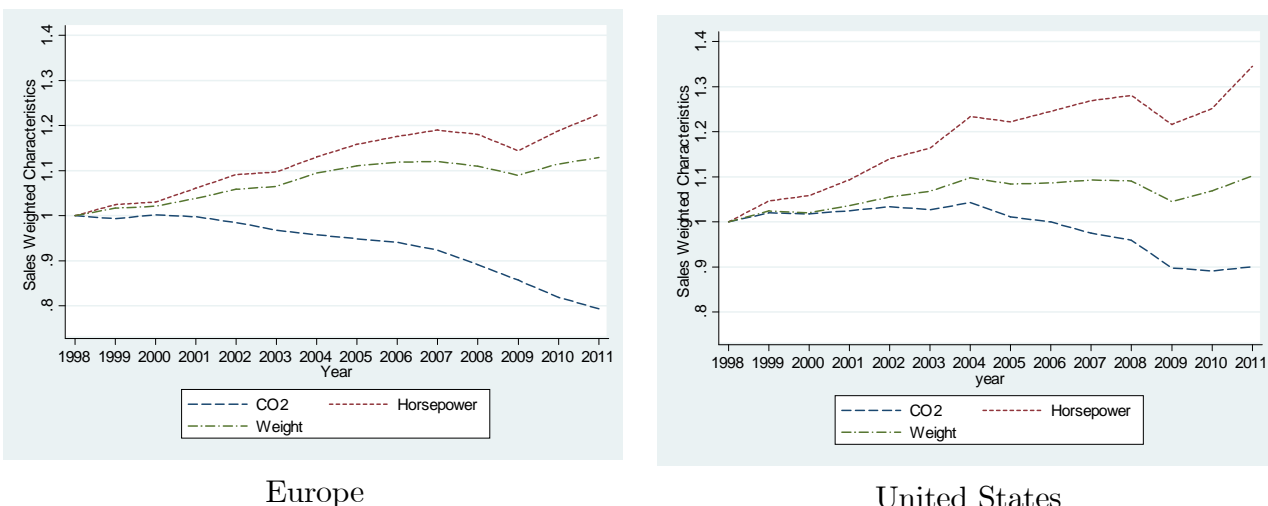 Sales Weighted Characteristics
1.4
1.3
1.2
1.1
1
.9
.8
1998 1999 2000 2001 2002 2003 2004 2005 2006 2007 2008 2009 2010 2011
Year
CO2 Horsepower
Weight
Europe
Sales Weighted Characteristics
1.4
1.3
1.2
1.1
1
.9
.8
1998 1999 2000 2001 2002 2003 2004 2005 2006 2007 2008 2009 2010 2011
year
CO2 Horsepower
Weight
United States